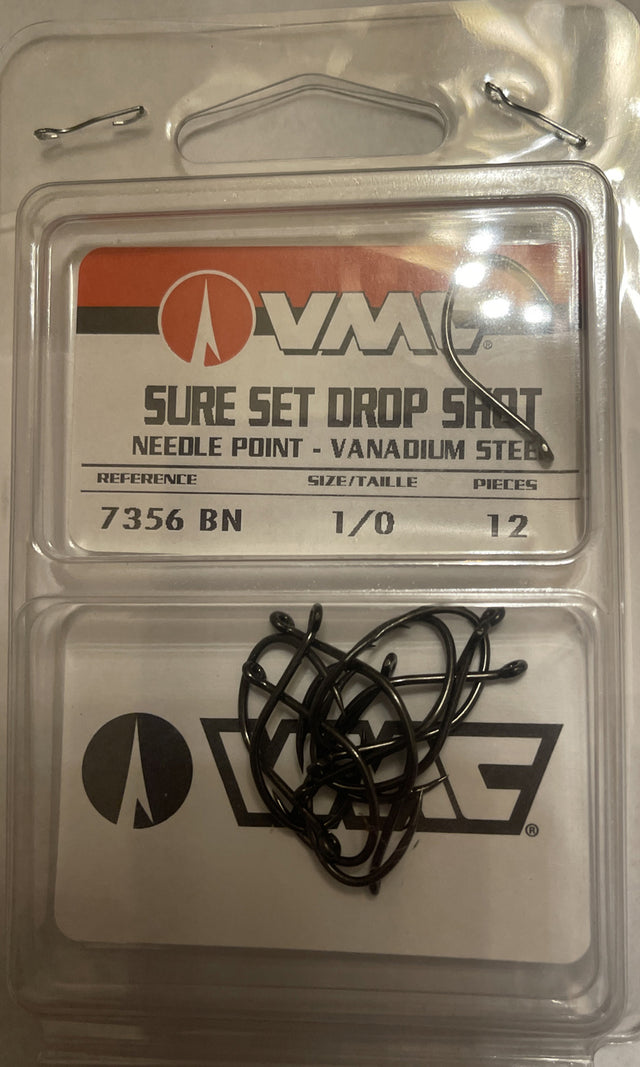 VMC®
SURE SET DROP SHOT
NEEDLE POINT - VANADIUM STEEL
REFERENCE SIZE/TAILLE PIECES
7356 BN 1/0 12
VMC®